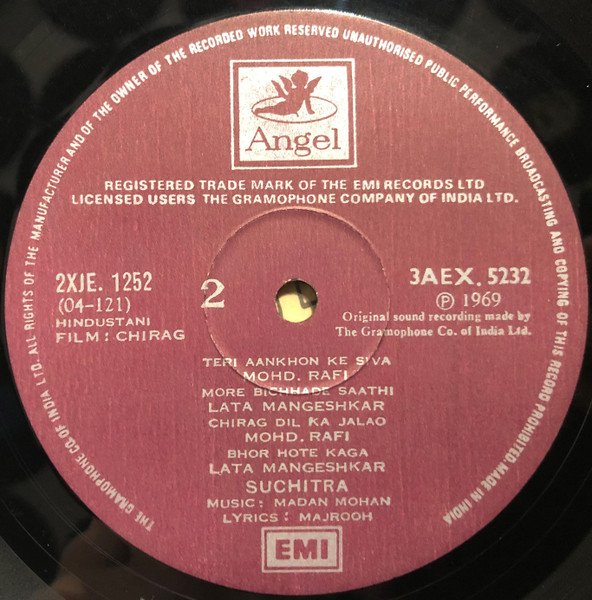 ALL RIGHTS OF THE MANUFACTURER AND OF THE OWNER OF THE RECORDED WORK RESERVED UNAUTHORISED PUBLIC PERFORMANCE BROADCASTING AND COPYING OF THIS RECORD PROHIBITED MADE IN INDIA
THE GRAMOPHONE CO. OF INDIA LTD.
Angel
REGISTERED TRADE MARK OF THE EMI RECORDS LTD
LICENSED USERS THE GRAMOPHONE COMPANY OF INDIA LTD.
2XJE. 1252
(04-121)
HINDUSTANI
FILM : CHIRAG
2
3AEX. 5232
Ⓟ 1969
Original sound recording made by
The Gramophone Co. of India Ltd.
TERI AANKHON KE SIVA
MOHD. RAFI
MORE BICHHADE SAATHI
LATA MANGESHKAR
CHIRAG DIL KA JALAO
MOHD. RAFI
BHOR HOTE KAGA
LATA MANGESHKAR
SUCHITRA
MUSIC : MADAN MOHAN
LYRICS : MAJROOH
EMI